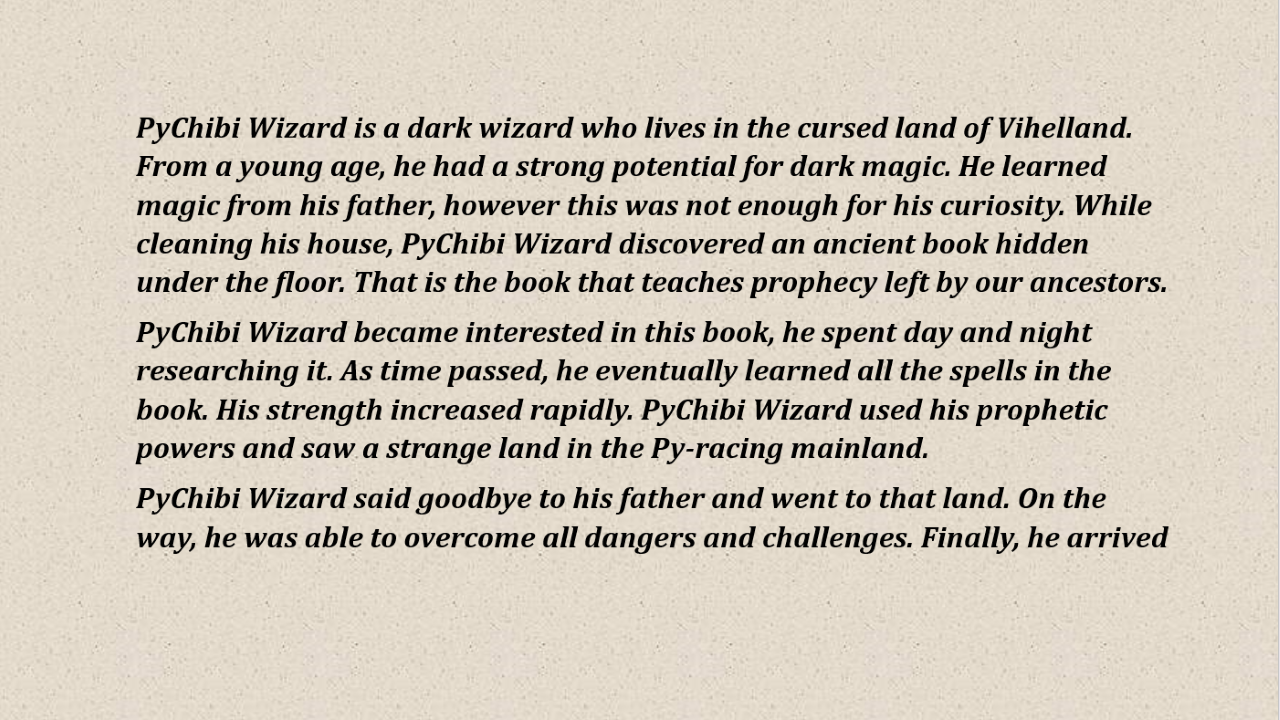 PyChibi Wizard is a dark wizard who lives in the cursed land of Vihelland.
From a young age, he had a strong potential for dark magic. He learned
magic from his father, however this was not enough for his curiosity. While
cleaning his house, PyChibi Wizard discovered an ancient book hidden
under the floor. That is the book that teaches prophecy left by our ancestors.
PyChibi Wizard became interested in this book, he spent day and night
researching it. As time passed, he eventually learned all the spells in the
book. His strength increased rapidly. PyChibi Wizard used his prophetic
powers and saw a strange land in the Py-racing mainland.
PyChibi Wizard said goodbye to his father and went to that land. On the
way, he was able to overcome all dangers and challenges. Finally, he arrived